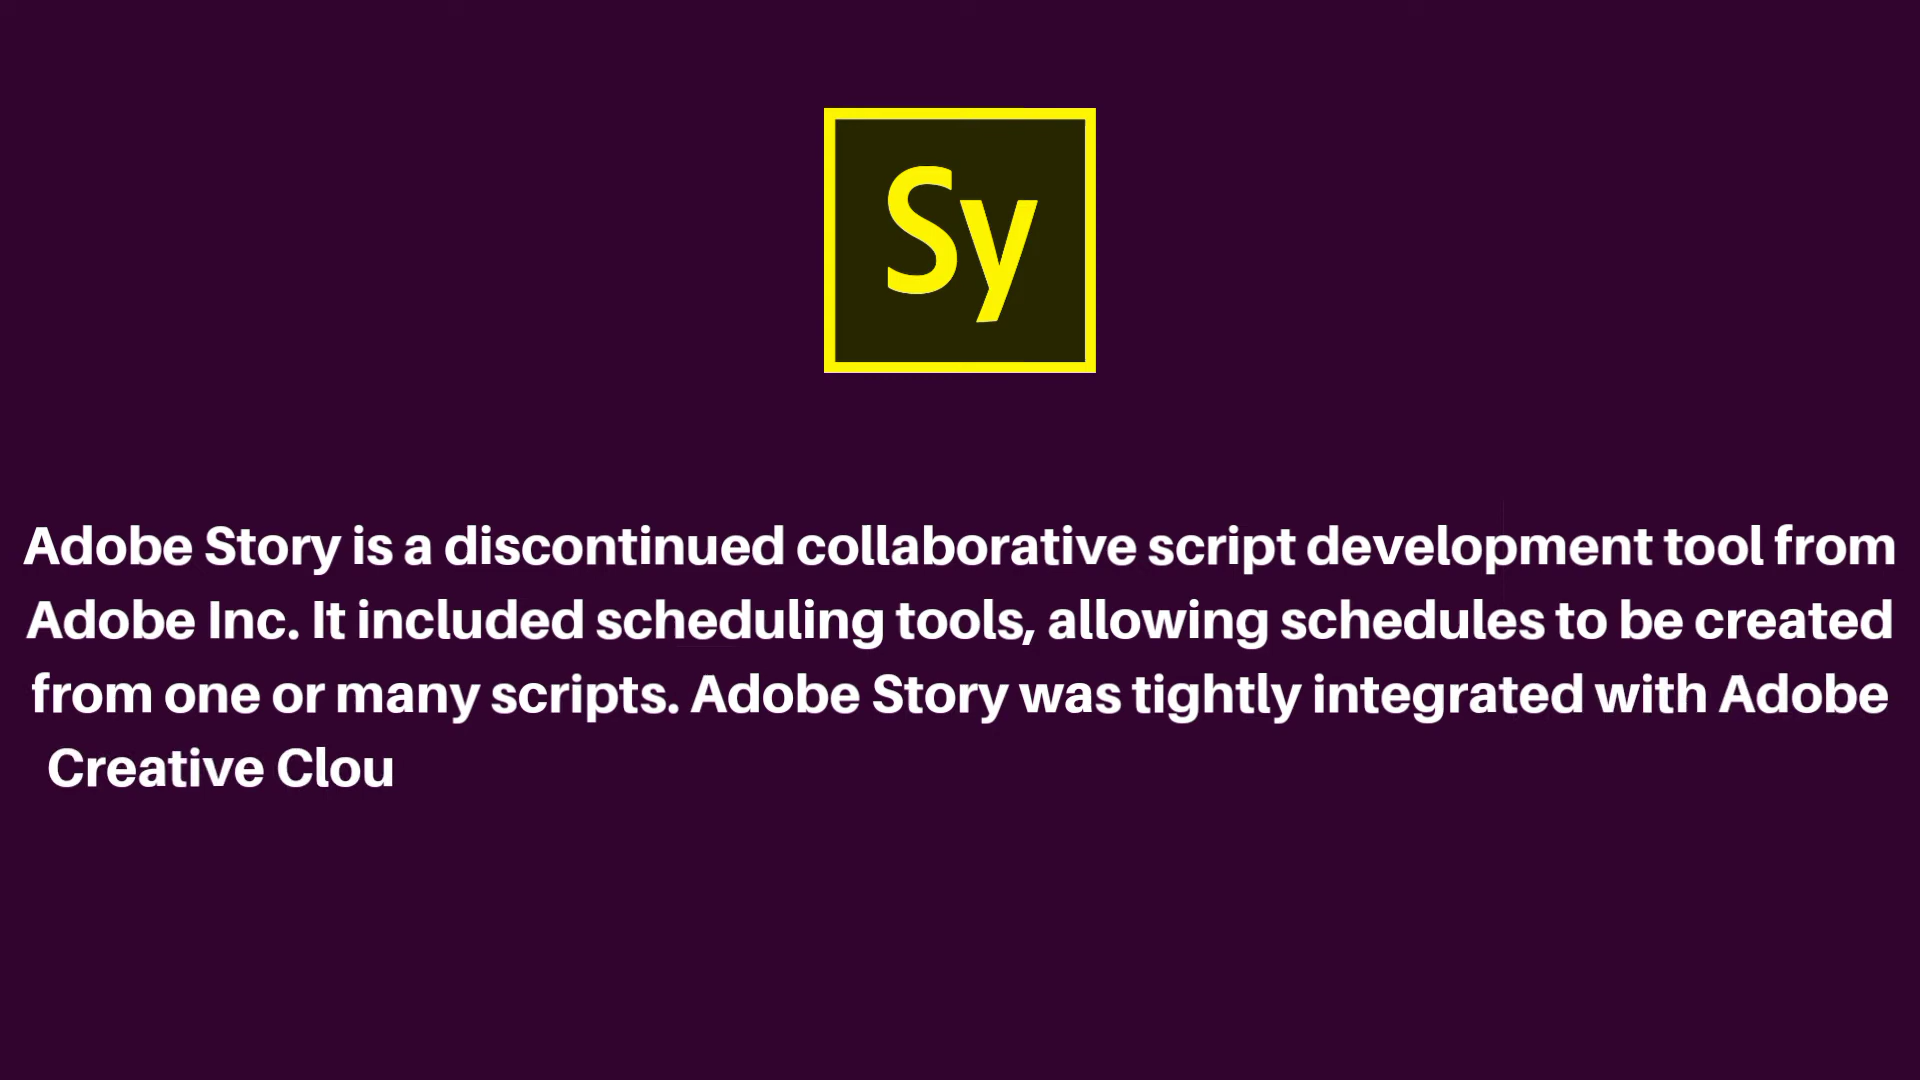 Sy
Adobe Story is a discontinued collaborative script development tool from
Adobe Inc. It included scheduling tools, allowing schedules to be created
from one or many scripts. Adobe Story was tightly integrated with Adobe
Creative Clou